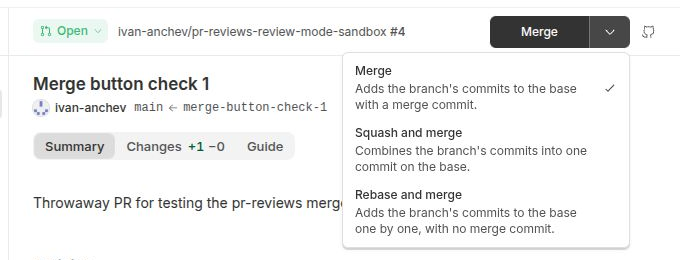 Open
ivan-anchev/pr-reviews-review-mode-sandbox #4
Merge
Merge button check 1
ivan-anchev main ← merge-button-check-1
Summary Changes +1 −0 Guide
Throwaway PR for testing the pr-reviews
Merge
Adds the branch's commits to the base
with a merge commit.
Squash and merge
Combines the branch's commits into one
commit on the base.
Rebase and merge
Adds the branch's commits to the base
one by one, with no merge commit.